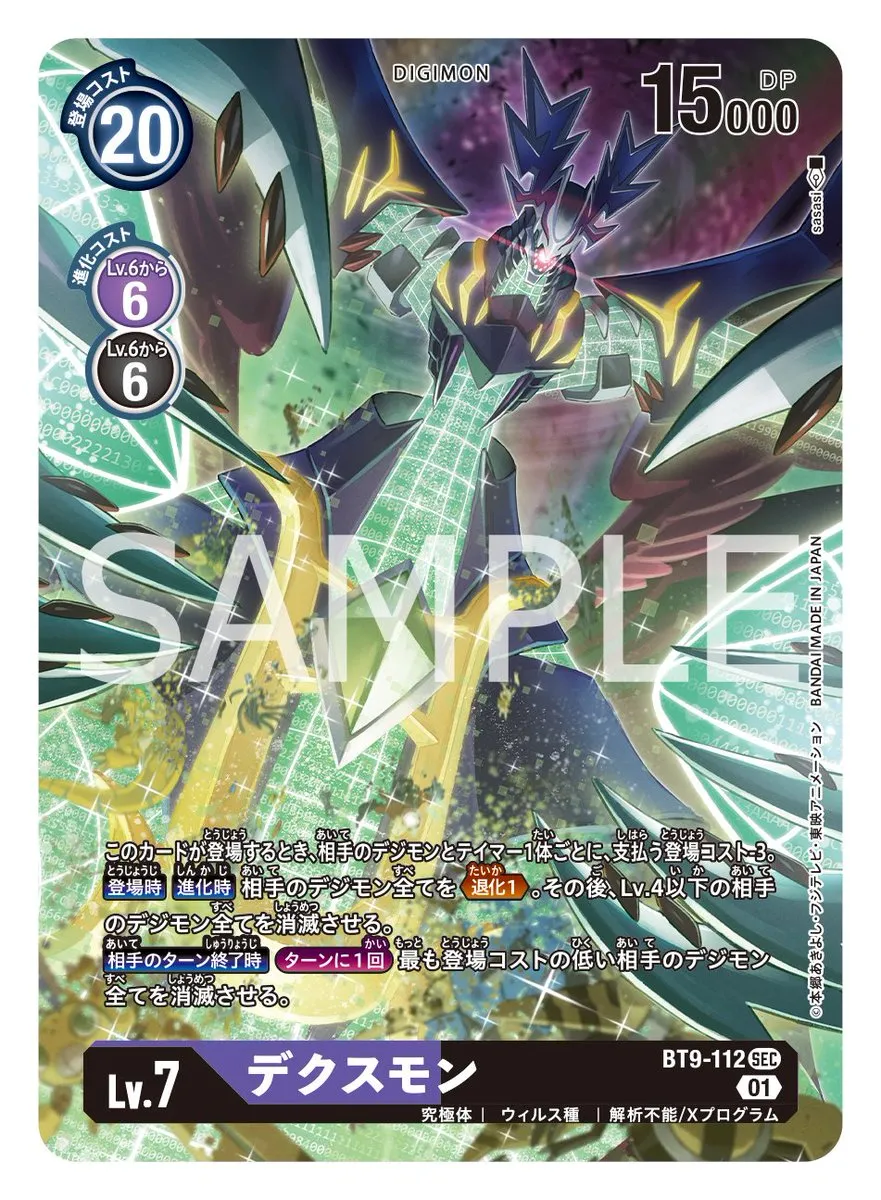 DIGIMON
登場コスト
20
15000
DP
sasasi
進化コスト
Lv.6から
6
Lv.6から
6
SAMPLE
©本郷あきよし・フジテレビ・東映アニメーション BANDAI MADE IN JAPAN
このカードが登場するとき、相手のデジモンとテイマー1体ごとに、支払う登場コスト-3。
登場時 進化時 相手のデジモン全てを 退化1 。その後、Lv.4以下の相手
のデジモン全てを消滅させる。
相手のターン終了時 ターンに1回 最も登場コストの低い相手のデジモン
全てを消滅させる。
BT9-112 SEC
Lv.7 デクスモン
01
究極体 | ウィルス種 | 解析不能/Xプログラム